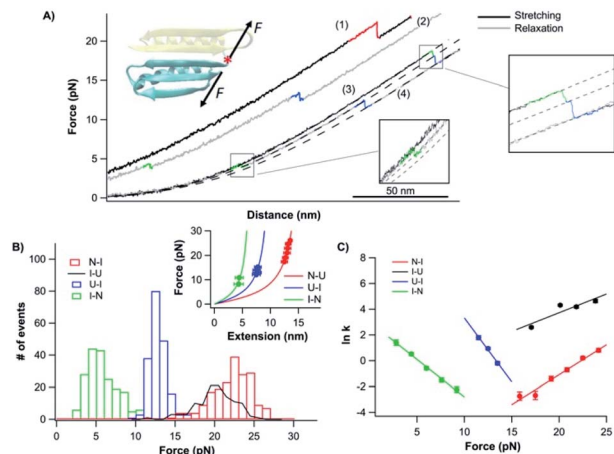 A)
F
*
F
(1)
(2)
(3)
(4)
Stretching
Relaxation
Force (pN)
20
15
10
5
0
50 nm
Distance (nm)
B)
N-I
I-U
U-I
I-N
# of events
120
100
80
60
40
20
0
0 5 10 15 20 25 30
Force (pN)
Force (pN)
30
20
10
0
0 5 10 15
Extension (nm)
N-U
U-I
I-N
C)
N-I
I-U
U-I
I-N
ln k
8
6
4
2
0
-2
-4
0 5 10 15 20 25
Force (pN)